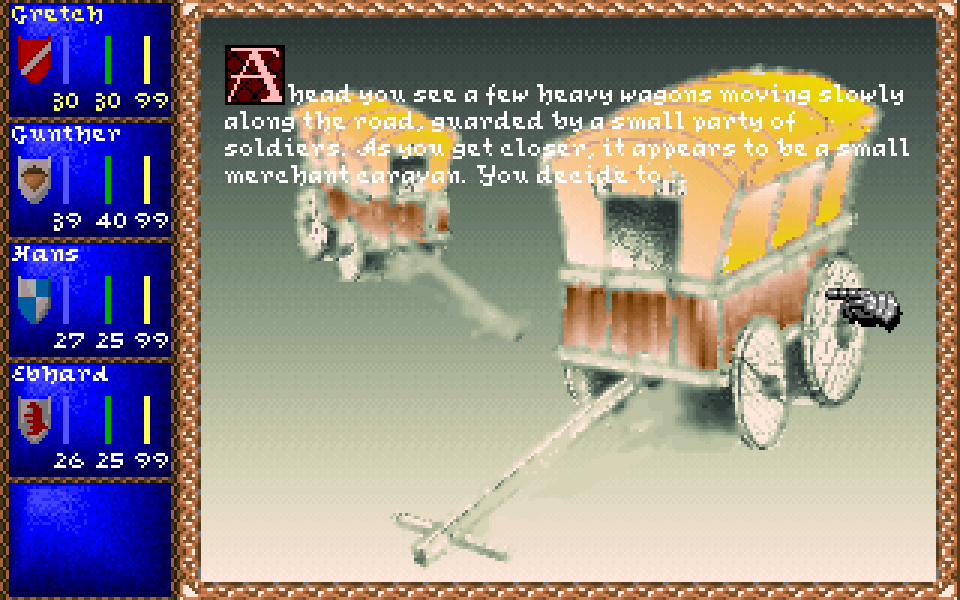 Gretch
30 30 99
Gunther
39 40 99
Hans
27 25 99
Ebhard
26 25 99
Ahead you see a few heavy wagons moving slowly
along the road, guarded by a small party of
soldiers. As you get closer, it appears to be a small
merchant caravan. You decide to...